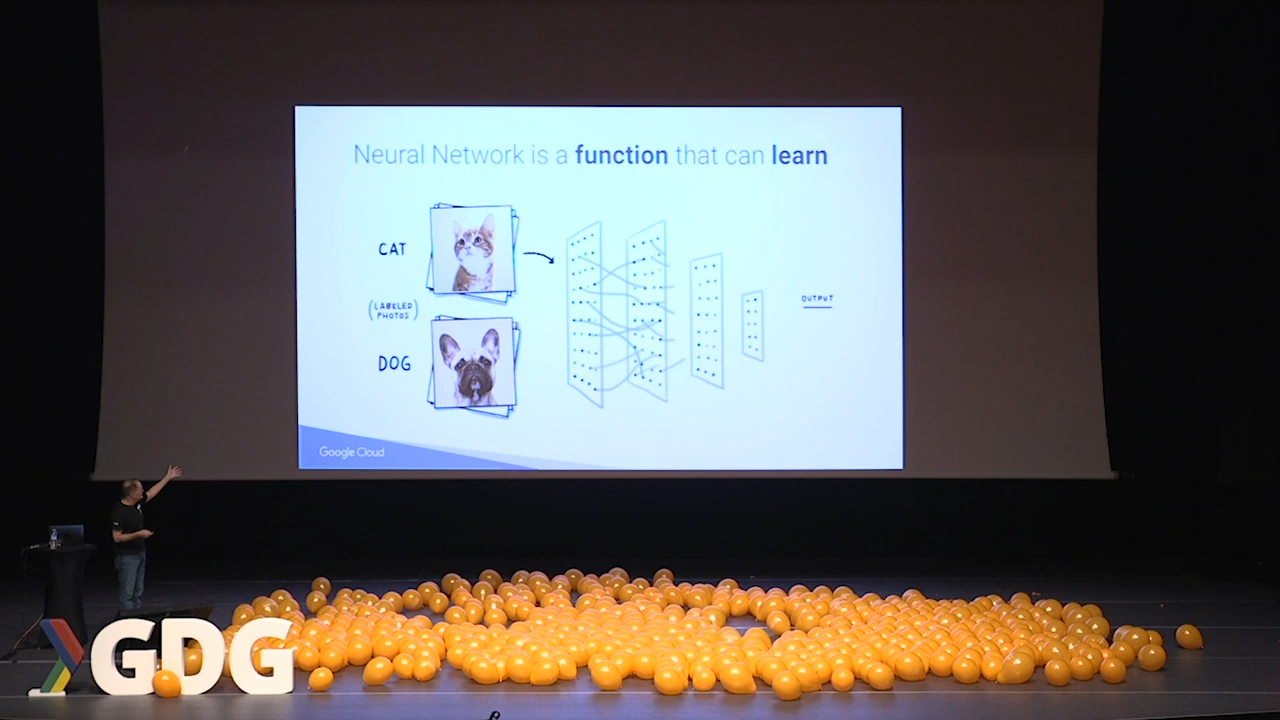 Neural Network is a function that can learn
CAT
(LABELED
PHOTOS)
DOG
OUTPUT
Google Cloud
GDG